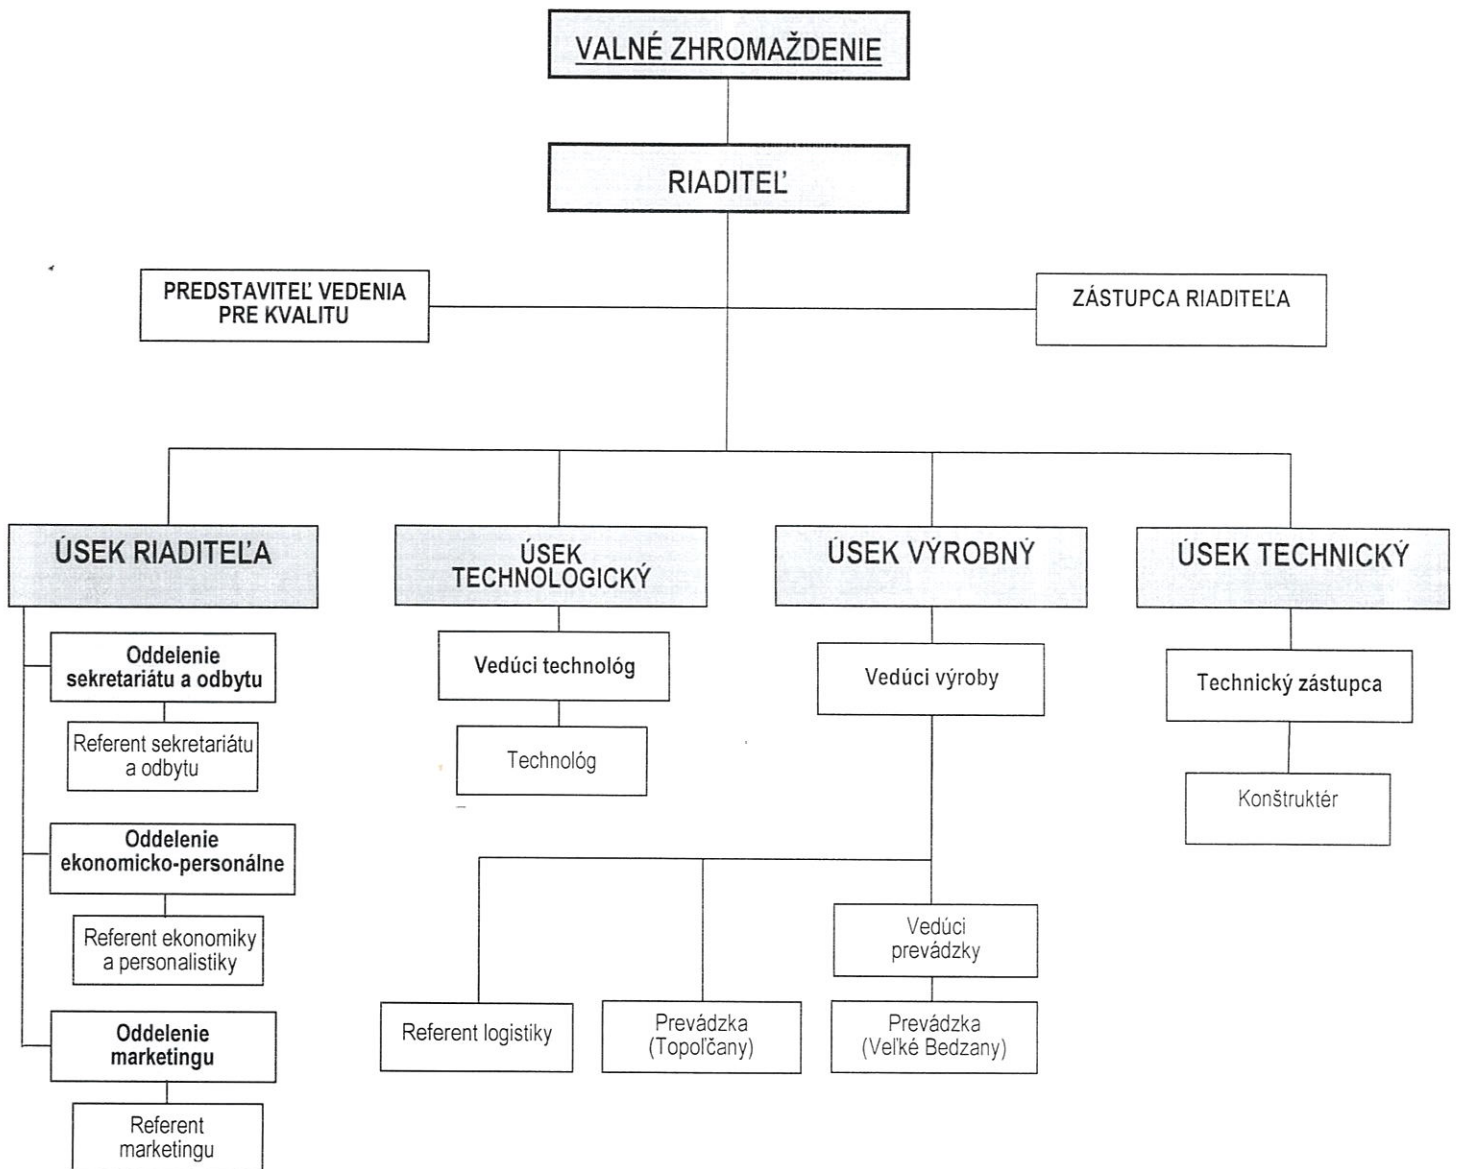 VALNÉ ZHROMAŽDENIE
RIADITEĽ
PREDSTAVITEĽ VEDENIA
PRE KVALITU
ZÁSTUPCA RIADITEĽA
ÚSEK RIADITEĽA
ÚSEK
TECHNOLOGICKÝ
ÚSEK VÝROBNÝ
ÚSEK TECHNICKÝ
Oddelenie
sekretariátu a odbytu
Referent sekretariátu
a odbytu
Oddelenie
ekonomicko-personálne
Referent ekonomiky
a personalistiky
Oddelenie
marketingu
Referent
marketingu
Vedúci technológ
Technológ
Vedúci výroby
Referent logistiky
Prevádzka
(Topoľčany)
Vedúci
prevádzky
Prevádzka
(Veľké Bedzany)
Technický zástupca
Konštruktér